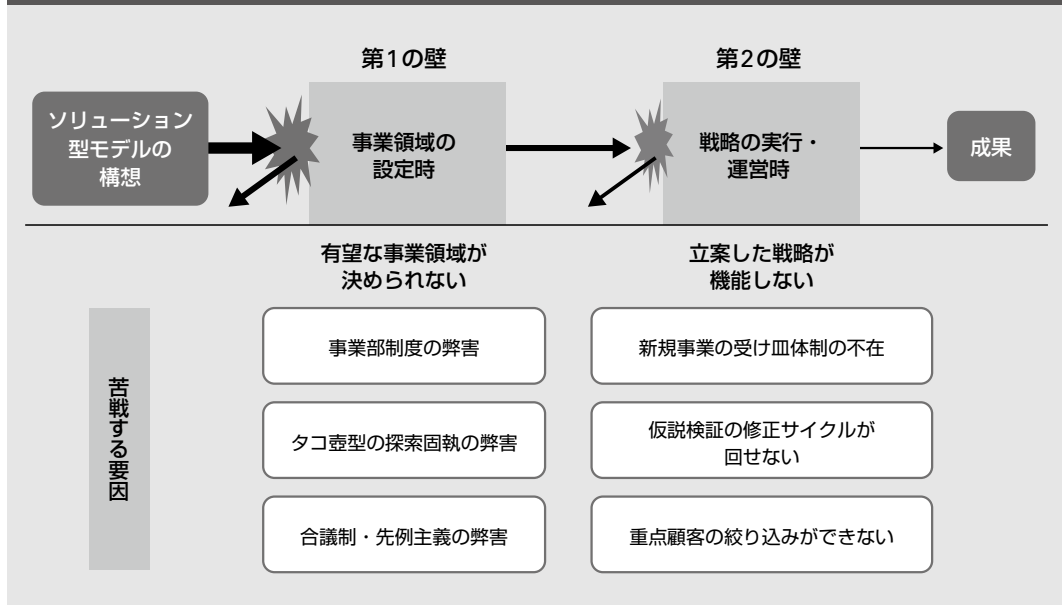 第1の壁
第2の壁
ソリューション
型モデルの
構想
事業領域の
設定時
戦略の実行・
運営時
成果
有望な事業領域が
決められない
立案した戦略が
機能しない
苦戦する要因
事業部制度の弊害
新規事業の受け皿体制の不在
タコ壺型の探索固執の弊害
仮説検証の修正サイクルが
回せない
合議制・先例主義の弊害
重点顧客の絞り込みができない